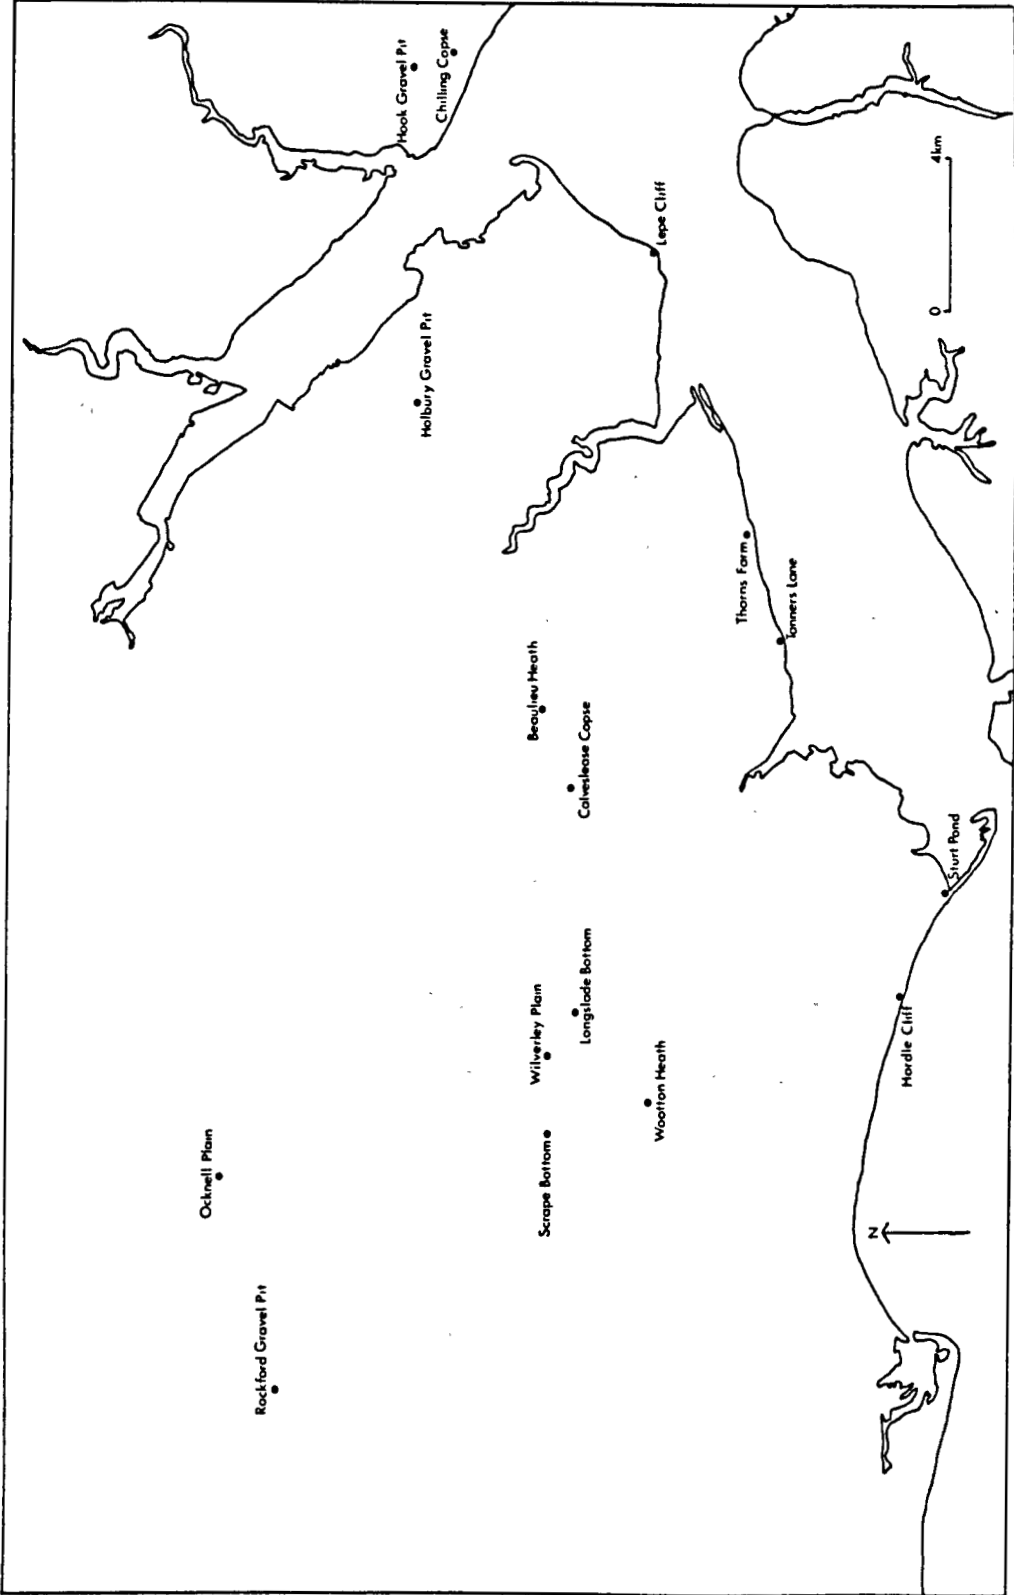 Ocknell Plain
Rockford Gravel Pit
Hook Gravel Pit
Holbury Gravel Pit
Chilling Copse
Beaulieu Heath
Wilverley Plain
Scrape Bottom
Calveslease Copse
Longslade Bottom
Wootton Heath
Lepe Cliff
Thorns Farm
Tanners Lane
N
Hordle Cliff
0 4km
Sturt Pond